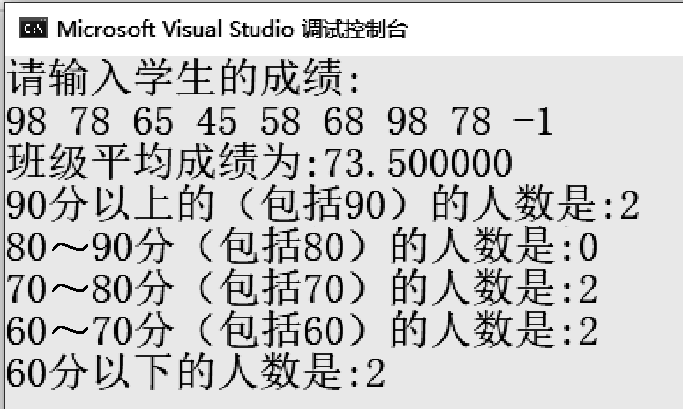 Microsoft Visual Studio 调试控制台
请输入学生的成绩:
98 78 65 45 58 68 98 78 -1
班级平均成绩为:73.500000
90分以上的（包括90）的人数是:2
80～90分（包括80）的人数是:0
70～80分（包括70）的人数是:2
60～70分（包括60）的人数是:2
60分以下的人数是:2